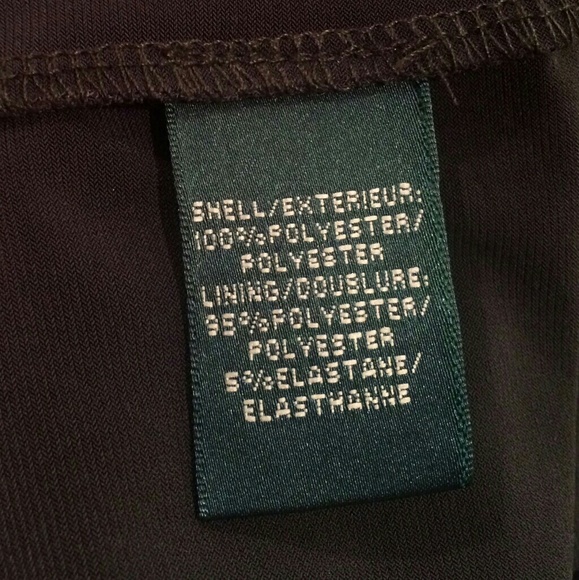 SHELL/EXTERIEUR:
100%POLYESTER/
POLYESTER
LINING/DOUBLURE:
95%POLYESTER/
POLYESTER
5%ELASTANE/
ELASTHANNE